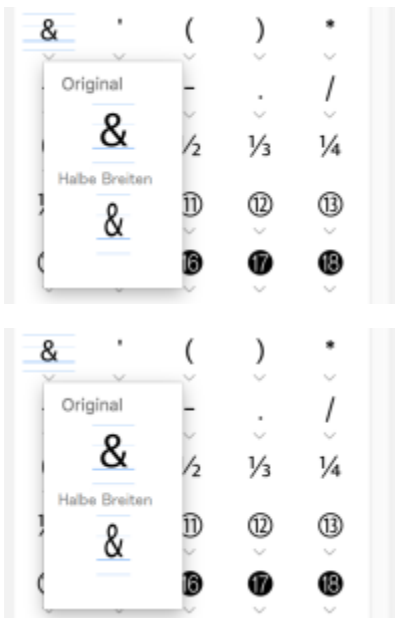 & ' ( ) *
Original
&
- . /
Halbe Breiten
½ ⅓ ¼
&
⑪ ⑫ ⑬
⓰ ⓱ ⓲
& ' ( ) *
Original
&
- . /
Halbe Breiten
½ ⅓ ¼
&
⑪ ⑫ ⑬
⓰ ⓱ ⓲